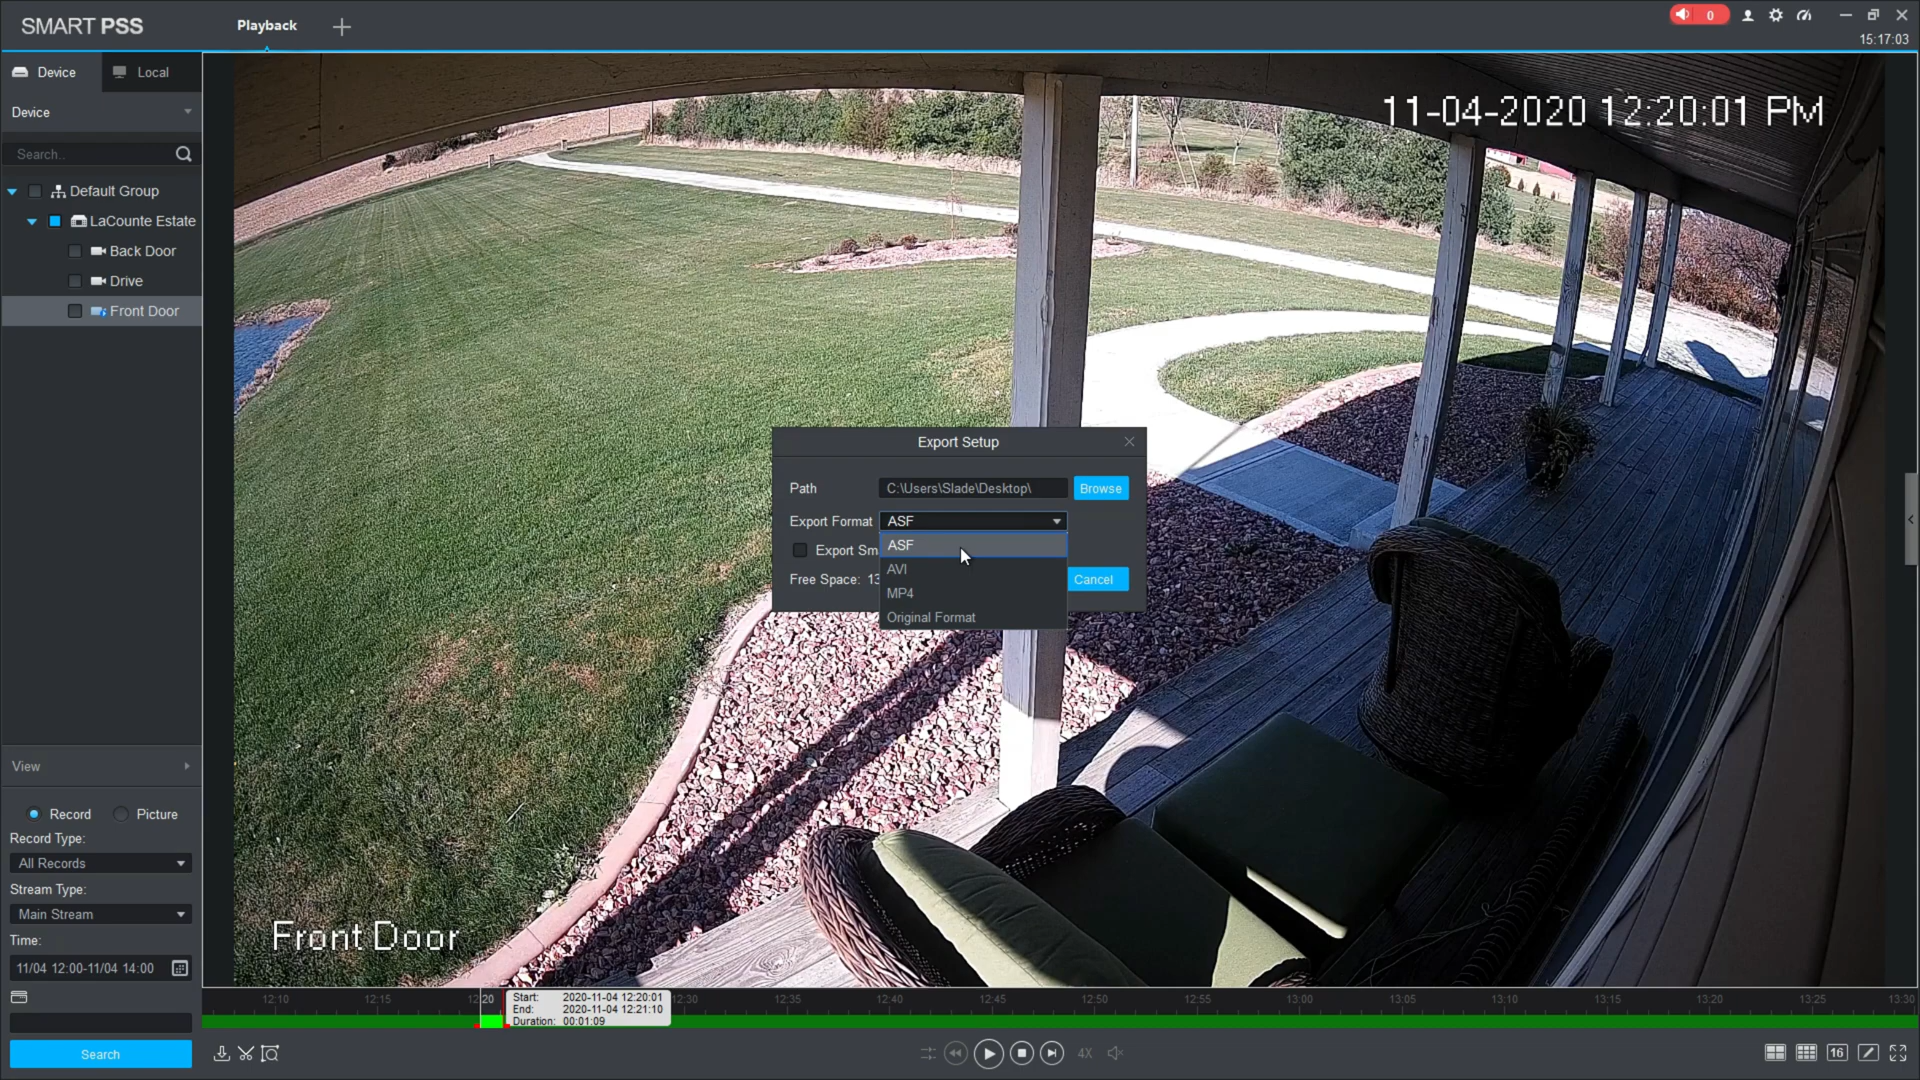 SMART PSS
Playback
0
15:17:03
Device
Local
Device
Search..
Default Group
LaCounte Estate
Back Door
Drive
Front Door
11-04-2020 12:20:01 PM
Export Setup
Path
C:\Users\Slade\Desktop\
Browse
Export Format
ASF
Export Sm
ASF
AVI
MP4
Original Format
Free Space: 13
Cancel
View
Record
Picture
Record Type:
All Records
Stream Type:
Main Stream
Time:
11/04 12:00-11/04 14:00
Search
Front Door
12:10 12:15 12:20 12:30 12:35 12:40 12:45 12:50 12:55 13:00 13:05 13:10 13:15 13:20 13:25 13:30
Start: 2020-11-04 12:20:01
End: 2020-11-04 12:21:10
Duration: 00:01:09
4X
16